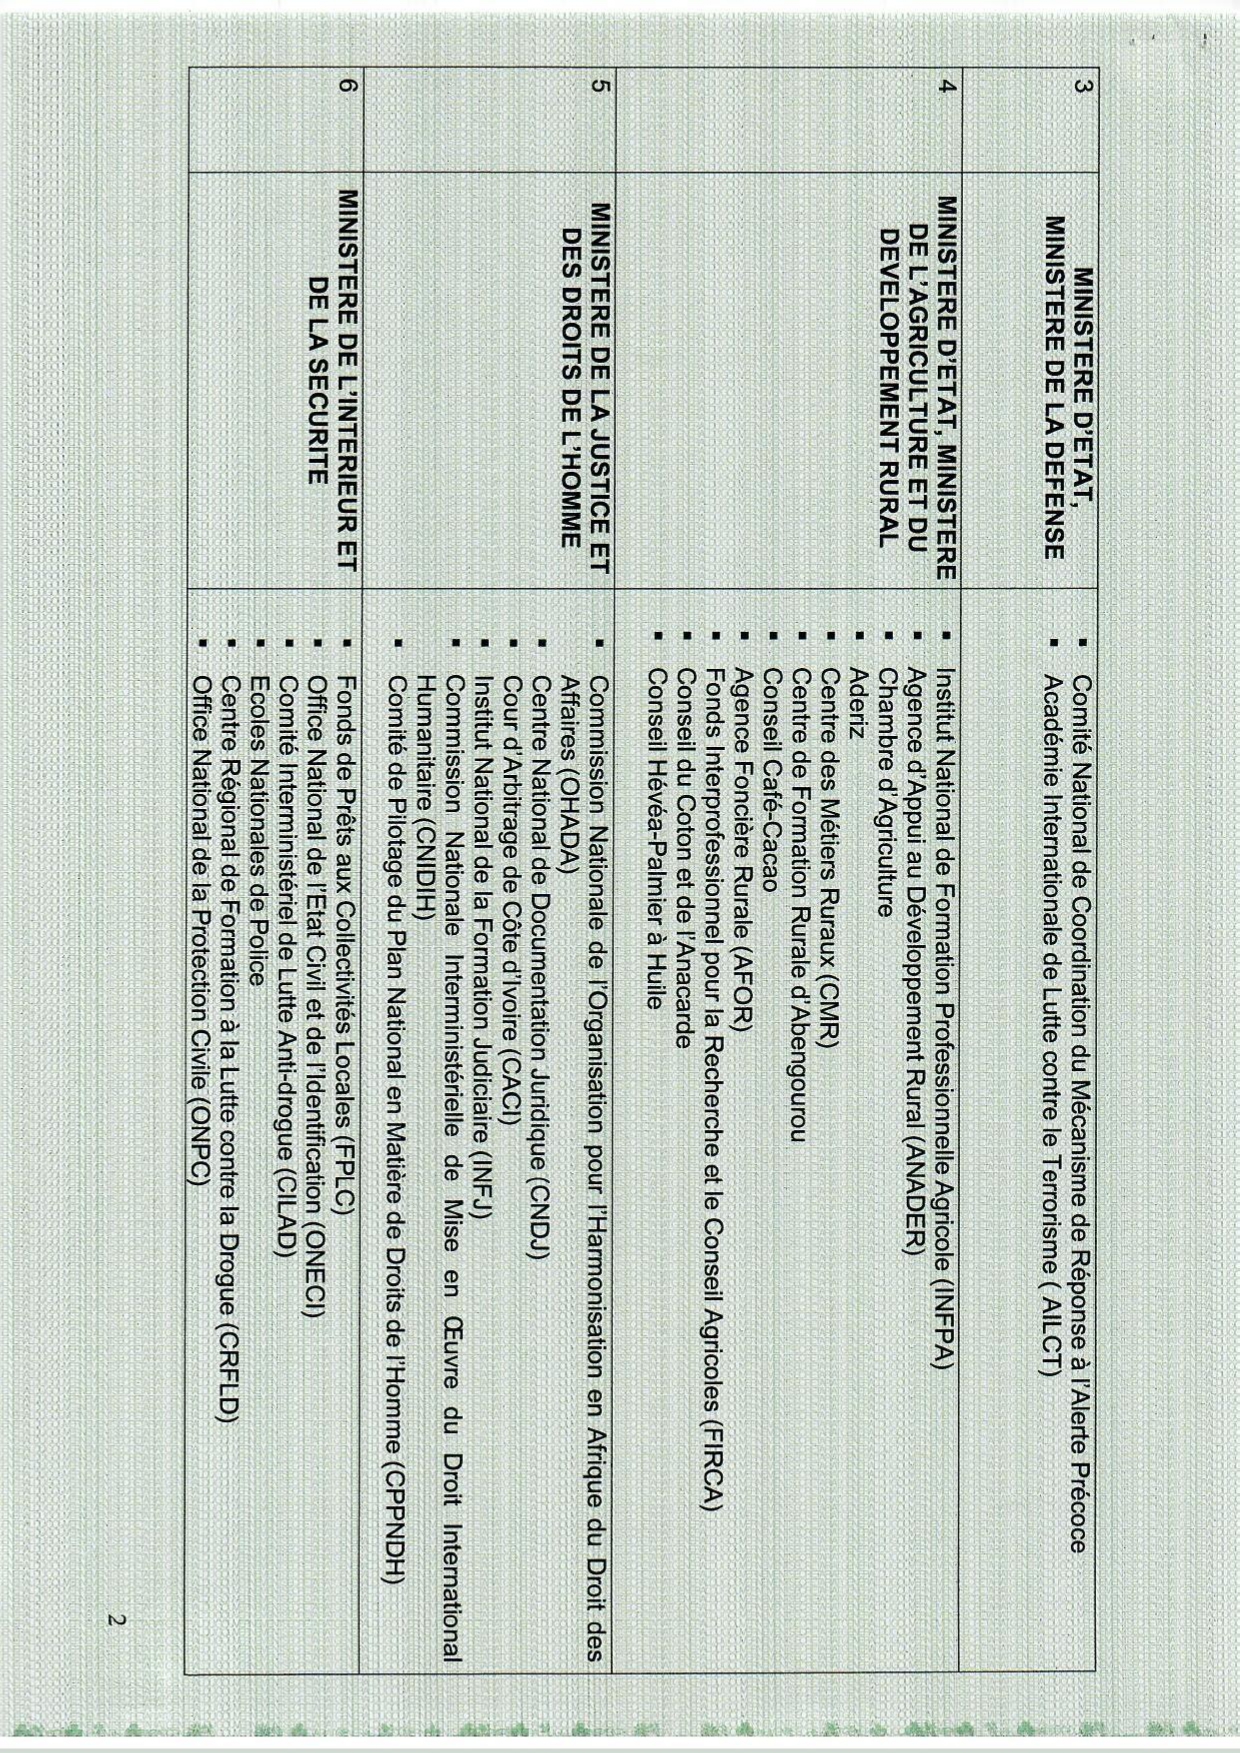 3
MINISTERE D'ETAT,
MINISTERE DE LA DEFENSE
▪ Comité National de Coordination du Mécanisme de Réponse à l'Alerte Précoce
▪ Académie Internationale de Lutte contre le Terrorisme ( AILCT)
4
MINISTERE D'ETAT, MINISTERE
DE L'AGRICULTURE ET DU
DEVELOPPEMENT RURAL
▪ Institut National de Formation Professionnelle Agricole (INFPA)
▪ Agence d'Appui au Développement Rural (ANADER)
▪ Chambre d'Agriculture
▪ Aderiz
▪ Centre des Métiers Ruraux (CMR)
▪ Centre de Formation Rurale d'Abengourou
▪ Conseil Café-Cacao
▪ Agence Foncière Rurale (AFOR)
▪ Fonds Interprofessionnel pour la Recherche et le Conseil Agricoles (FIRCA)
▪ Conseil du Coton et de l'Anacarde
▪ Conseil Hévéa-Palmier à Huile
5
MINISTERE DE LA JUSTICE ET
DES DROITS DE L'HOMME
▪ Commission Nationale de l'Organisation pour l'Harmonisation en Afrique du Droit des
Affaires (OHADA)
▪ Centre National de Documentation Juridique (CNDJ)
▪ Cour d'Arbitrage de Côte d'Ivoire (CACI)
▪ Institut National de la Formation Judiciaire (INFJ)
▪ Commission Nationale Interministérielle de Mise en Œuvre du Droit International
Humanitaire (CNIDIH)
▪ Comité de Pilotage du Plan National en Matière de Droits de l'Homme (CPPNDH)
6
MINISTERE DE L'INTERIEUR ET
DE LA SECURITE
▪ Fonds de Prêts aux Collectivités Locales (FPLC)
▪ Office National de l'Etat Civil et de l'Identification (ONECI)
▪ Comité Interministériel de Lutte Anti-drogue (CILAD)
▪ Ecoles Nationales de Police
▪ Centre Régional de Formation à la Lutte contre la Drogue (CRFLD)
▪ Office National de la Protection Civile (ONPC)
2